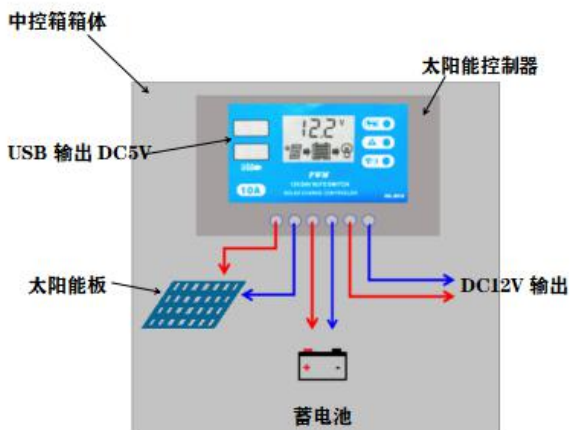 中控箱箱体
太阳能控制器
12.2 V
USB 输出 DC5V
PWM
10A
太阳能板
DC12V 输出
+ -
蓄电池